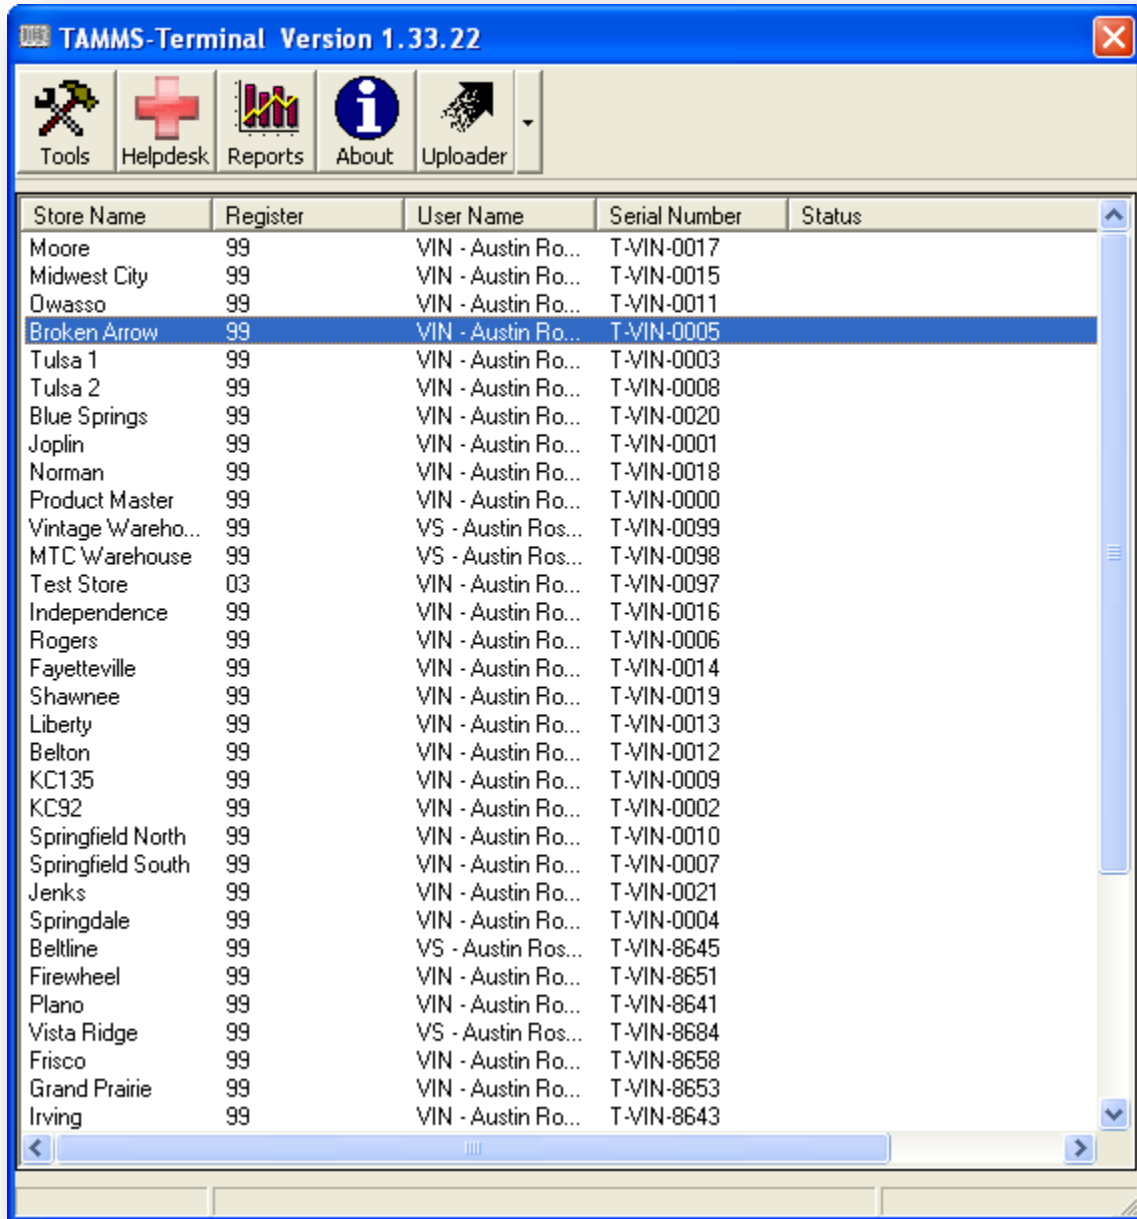 TAMMS-Terminal Version 1.33.22
Tools Helpdesk Reports About Uploader
Store Name Register User Name Serial Number Status
Moore 99 VIN - Austin Ro... T-VIN-0017
Midwest City 99 VIN - Austin Ro... T-VIN-0015
Owasso 99 VIN - Austin Ro... T-VIN-0011
Broken Arrow 99 VIN - Austin Ro... T-VIN-0005
Tulsa 1 99 VIN - Austin Ro... T-VIN-0003
Tulsa 2 99 VIN - Austin Ro... T-VIN-0008
Blue Springs 99 VIN - Austin Ro... T-VIN-0020
Joplin 99 VIN - Austin Ro... T-VIN-0001
Norman 99 VIN - Austin Ro... T-VIN-0018
Product Master 99 VIN - Austin Ro... T-VIN-0000
Vintage Wareho... 99 VS - Austin Ros... T-VIN-0099
MTC Warehouse 99 VS - Austin Ros... T-VIN-0098
Test Store 03 VIN - Austin Ro... T-VIN-0097
Independence 99 VIN - Austin Ro... T-VIN-0016
Rogers 99 VIN - Austin Ro... T-VIN-0006
Fayetteville 99 VIN - Austin Ro... T-VIN-0014
Shawnee 99 VIN - Austin Ro... T-VIN-0019
Liberty 99 VIN - Austin Ro... T-VIN-0013
Belton 99 VIN - Austin Ro... T-VIN-0012
KC135 99 VIN - Austin Ro... T-VIN-0009
KC92 99 VIN - Austin Ro... T-VIN-0002
Springfield North 99 VIN - Austin Ro... T-VIN-0010
Springfield South 99 VIN - Austin Ro... T-VIN-0007
Jenks 99 VIN - Austin Ro... T-VIN-0021
Springdale 99 VIN - Austin Ro... T-VIN-0004
Beltline 99 VS - Austin Ros... T-VIN-8645
Firewheel 99 VIN - Austin Ro... T-VIN-8651
Plano 99 VIN - Austin Ro... T-VIN-8641
Vista Ridge 99 VS - Austin Ros... T-VIN-8684
Frisco 99 VIN - Austin Ro... T-VIN-8658
Grand Prairie 99 VIN - Austin Ro... T-VIN-8653
Irving 99 VIN - Austin Ro... T-VIN-8643